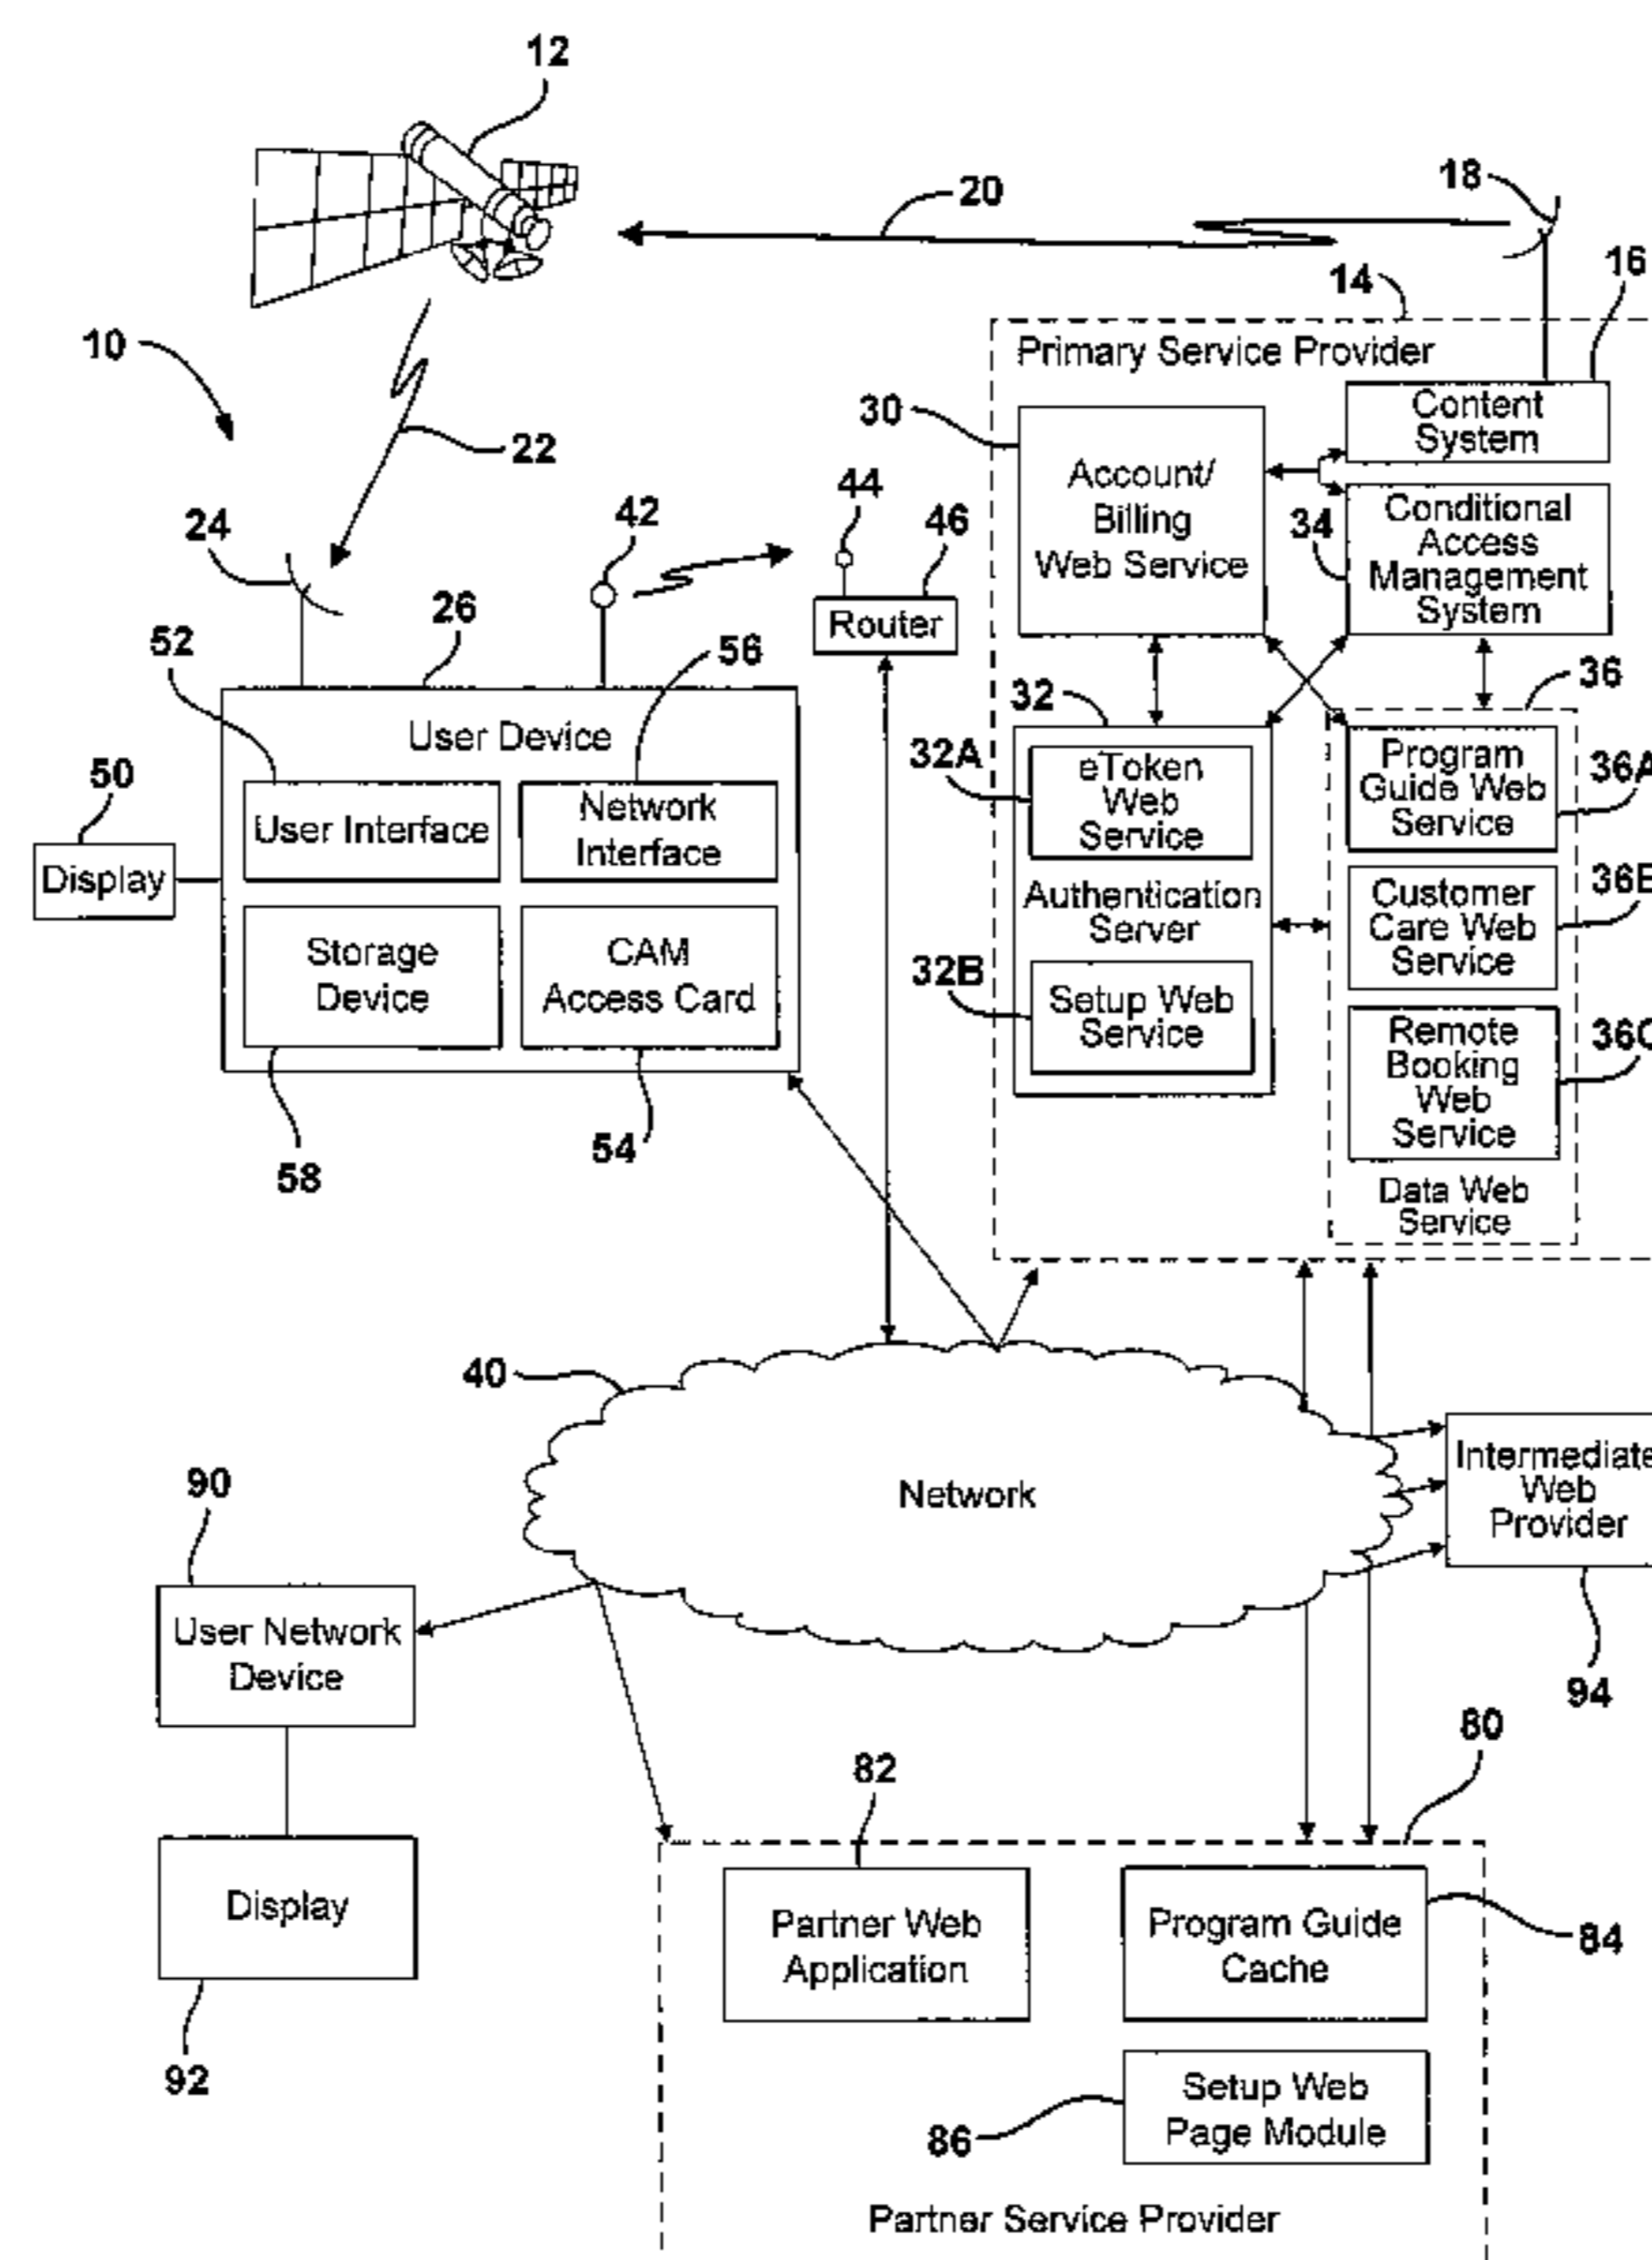 12
20
18
16
14
10
Primary Service Provider
30
Content
System
22
Account/
Billing
Web Service
44
34
Conditional
Access
Management
System
24
42
46
26
Router
52
56
36
32
User Device
32A
eToken
Web
Service
Program
Guide Web
Service
36A
50
User Interface
Network
Interface
Display
Authentication
Server
Customer
Care Web
Service
36B
Storage
Device
CAM
Access Card
32B
Setup Web
Service
Remote
Booking
Web
Service
36C
58
54
Data Web
Service
40
Network
Intermediate
Web
Provider
90
User Network
Device
94
80
82
Display
Partner Web
Application
Program Guide
Cache
84
92
Setup Web
Page Module
86
Partner Service Provider